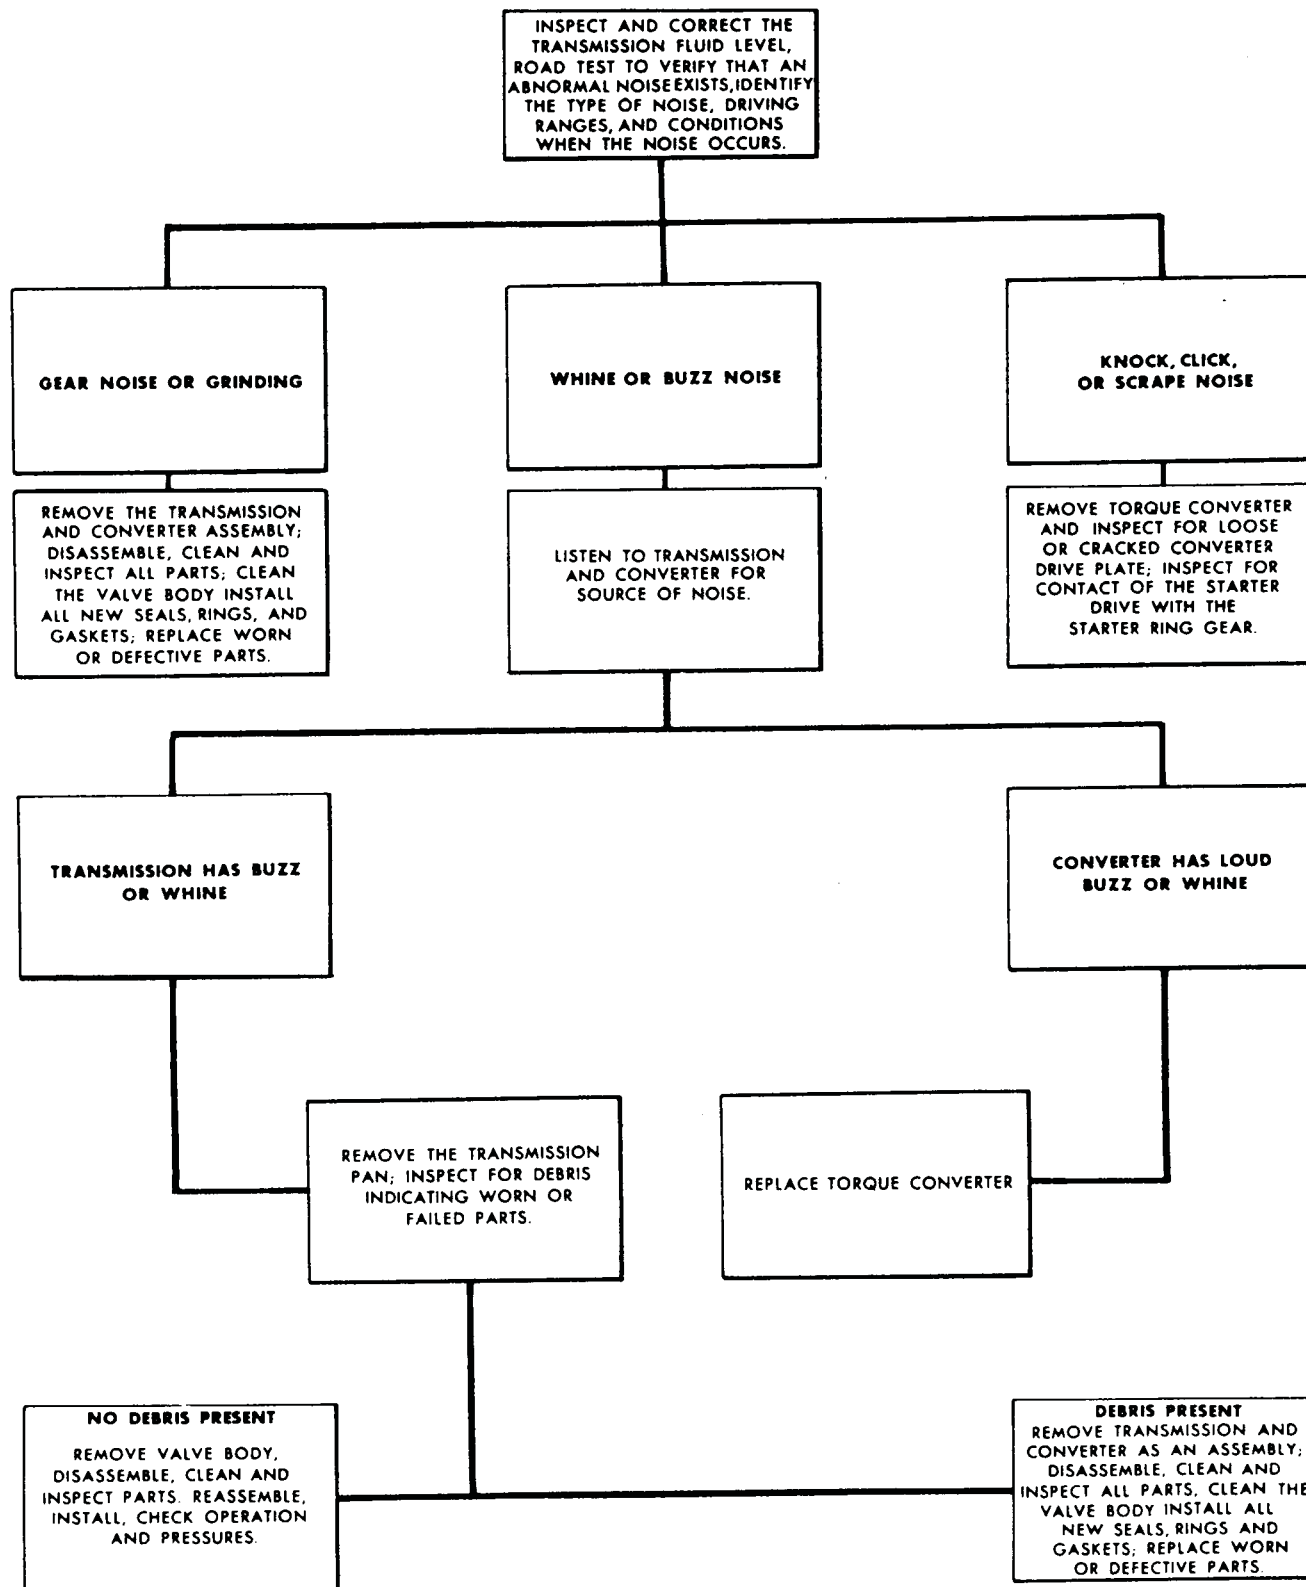 INSPECT AND CORRECT THE
TRANSMISSION FLUID LEVEL,
ROAD TEST TO VERIFY THAT AN
ABNORMAL NOISE EXISTS, IDENTIFY
THE TYPE OF NOISE, DRIVING
RANGES, AND CONDITIONS
WHEN THE NOISE OCCURS.
GEAR NOISE OR GRINDING
WHINE OR BUZZ NOISE
KNOCK, CLICK,
OR SCRAPE NOISE
REMOVE THE TRANSMISSION
AND CONVERTER ASSEMBLY;
DISASSEMBLE, CLEAN AND
INSPECT ALL PARTS; CLEAN
THE VALVE BODY INSTALL
ALL NEW SEALS, RINGS, AND
GASKETS; REPLACE WORN
OR DEFECTIVE PARTS.
LISTEN TO TRANSMISSION
AND CONVERTER FOR
SOURCE OF NOISE.
REMOVE TORQUE CONVERTER
AND INSPECT FOR LOOSE
OR CRACKED CONVERTER
DRIVE PLATE; INSPECT FOR
CONTACT OF THE STARTER
DRIVE WITH THE
STARTER RING GEAR.
TRANSMISSION HAS BUZZ
OR WHINE
CONVERTER HAS LOUD
BUZZ OR WHINE
REMOVE THE TRANSMISSION
PAN; INSPECT FOR DEBRIS
INDICATING WORN OR
FAILED PARTS.
REPLACE TORQUE CONVERTER
NO DEBRIS PRESENT
REMOVE VALVE BODY,
DISASSEMBLE, CLEAN AND
INSPECT PARTS. REASSEMBLE,
INSTALL, CHECK OPERATION
AND PRESSURES.
DEBRIS PRESENT
REMOVE TRANSMISSION AND
CONVERTER AS AN ASSEMBLY;
DISASSEMBLE, CLEAN AND
INSPECT ALL PARTS, CLEAN THE
VALVE BODY INSTALL ALL
NEW SEALS, RINGS AND
GASKETS; REPLACE WORN
OR DEFECTIVE PARTS.